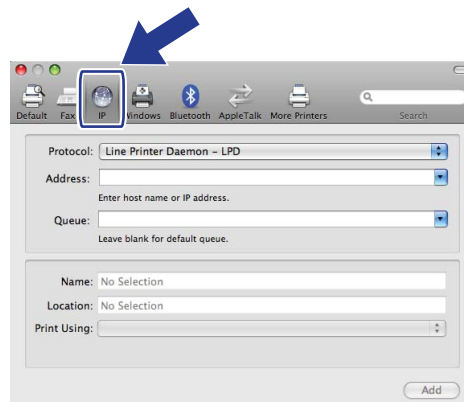 Default Fax IP Windows Bluetooth AppleTalk More Printers Search
Protocol: Line Printer Daemon – LPD
Address:
Enter host name or IP address.
Queue:
Leave blank for default queue.
Name: No Selection
Location: No Selection
Print Using:
Add